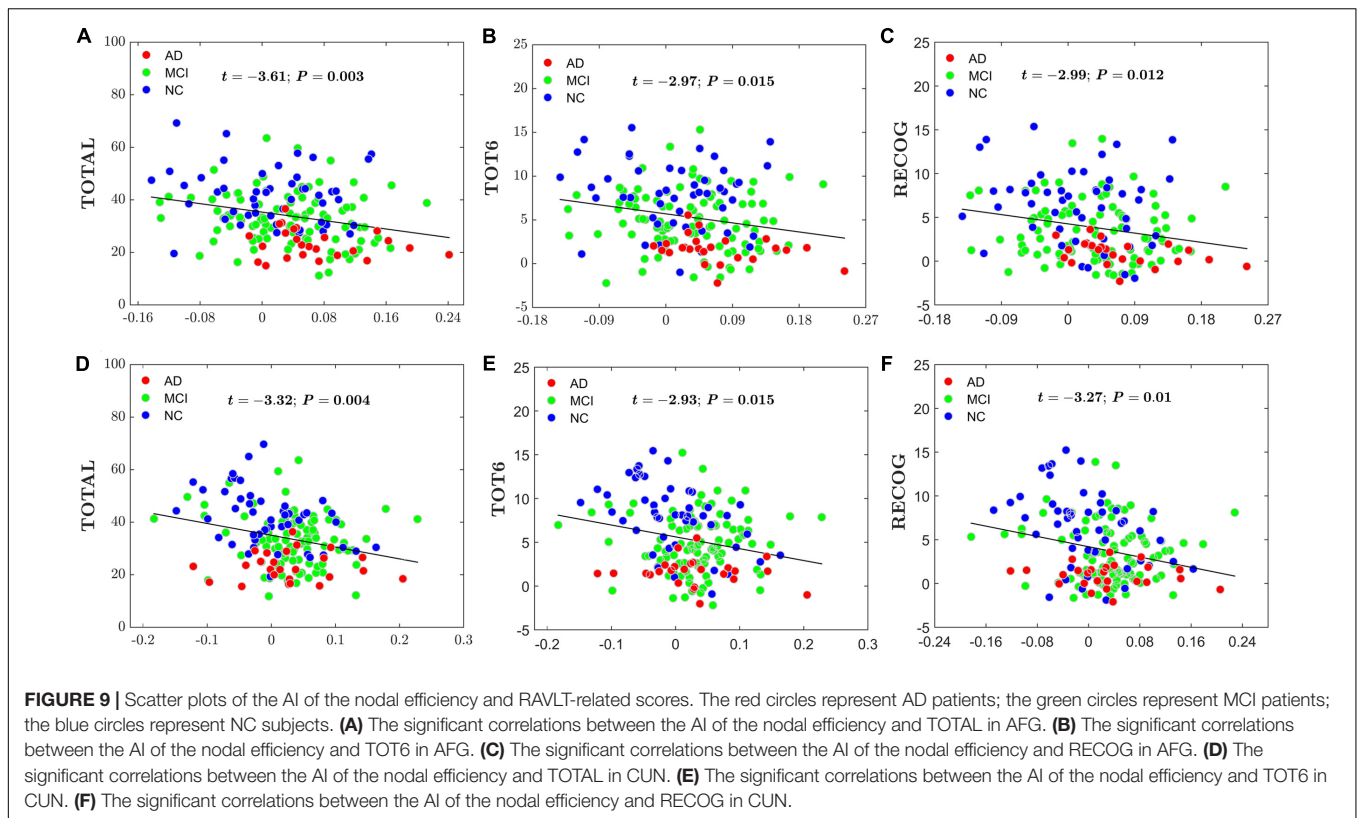 A
100
80
60
40
20
0
TOTAL
AD
MCI
NC
t = −3.61; P = 0.003
-0.16 -0.08 0 0.08 0.16 0.24
B
25
20
15
10
5
0
-5
TOT6
AD
MCI
NC
t = −2.97; P = 0.015
-0.18 -0.09 0 0.09 0.18 0.27
C
25
20
15
10
5
0
-5
RECOG
AD
MCI
NC
t = −2.99; P = 0.012
-0.18 -0.09 0 0.09 0.18 0.27
D
100
80
60
40
20
0
TOTAL
AD
MCI
NC
t = −3.32; P = 0.004
-0.2 -0.1 0 0.1 0.2 0.3
E
25
20
15
10
5
0
-5
TOT6
AD
MCI
NC
t = −2.93; P = 0.015
-0.2 -0.1 0 0.1 0.2 0.3
F
25
20
15
10
5
0
-5
RECOG
AD
MCI
NC
t = −3.27; P = 0.01
-0.24 -0.16 -0.08 0 0.08 0.16 0.24
FIGURE 9 | Scatter plots of the AI of the nodal efficiency and RAVLT-related scores. The red circles represent AD patients; the green circles represent MCI patients;
the blue circles represent NC subjects. (A) The significant correlations between the AI of the nodal efficiency and TOTAL in AFG. (B) The significant correlations
between the AI of the nodal efficiency and TOT6 in AFG. (C) The significant correlations between the AI of the nodal efficiency and RECOG in AFG. (D) The
significant correlations between the AI of the nodal efficiency and TOTAL in CUN. (E) The significant correlations between the AI of the nodal efficiency and TOT6 in
CUN. (F) The significant correlations between the AI of the nodal efficiency and RECOG in CUN.